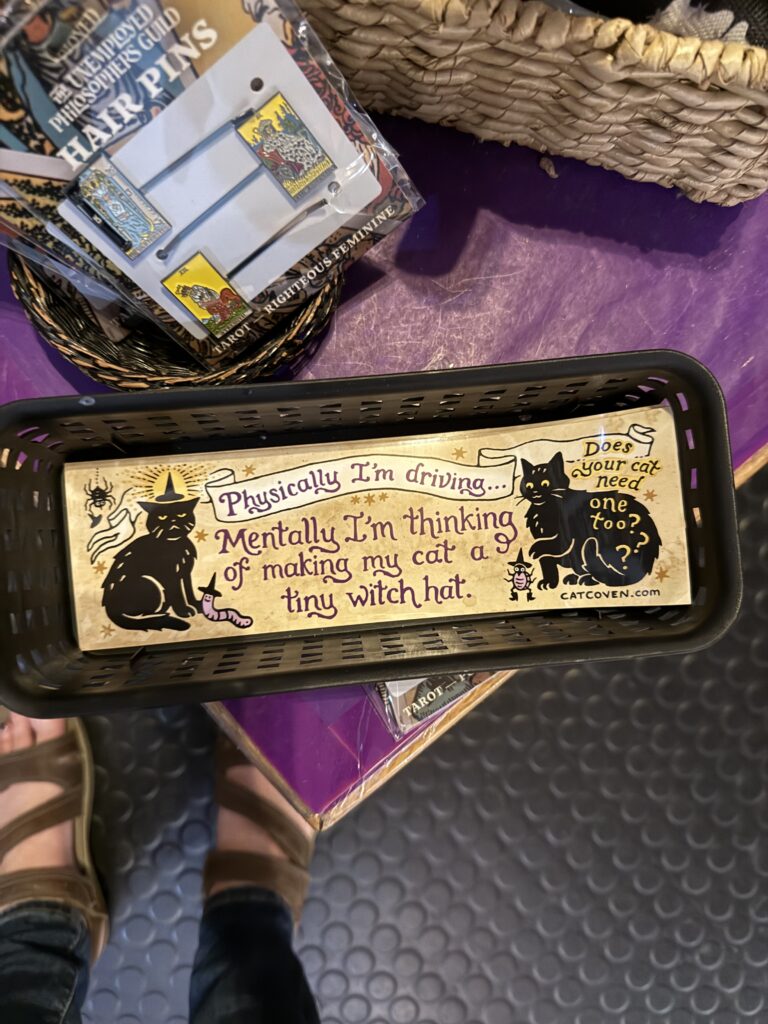 THE UNEMPLOYED
PHILOSOPHERS GUILD
HAIR PINS
TAROT - RIGHTEOUS FEMININE
Physically I'm driving...
Mentally I'm thinking
of making my cat a
tiny witch hat.
Does
your cat
need
one
too?
???
CATCOVEN.COM
TAROT